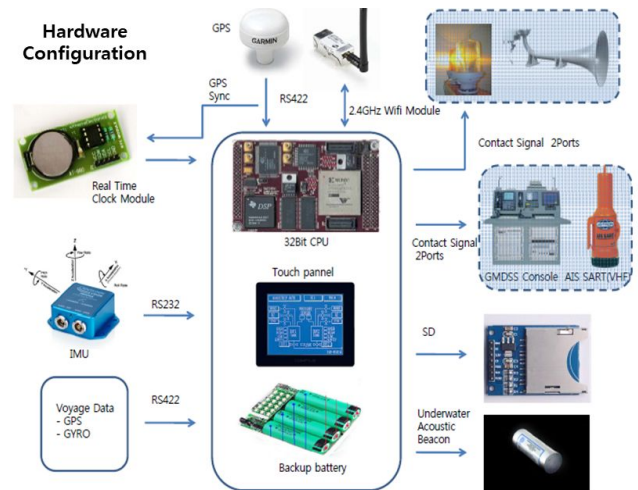 Hardware
Configuration
GPS
GARMIN
GPS
Sync
RS422
2.4GHz Wifi Module
Contact Signal  2Ports
Real Time
Clock Module
DSP
32Bit CPU
Contact Signal
2Ports
GMDSS Console
AIS SART(VHF)
Touch pannel
IMU
RS232
SD
Voyage Data
- GPS
- GYRO
RS422
Backup battery
Underwater
Acoustic
Beacon